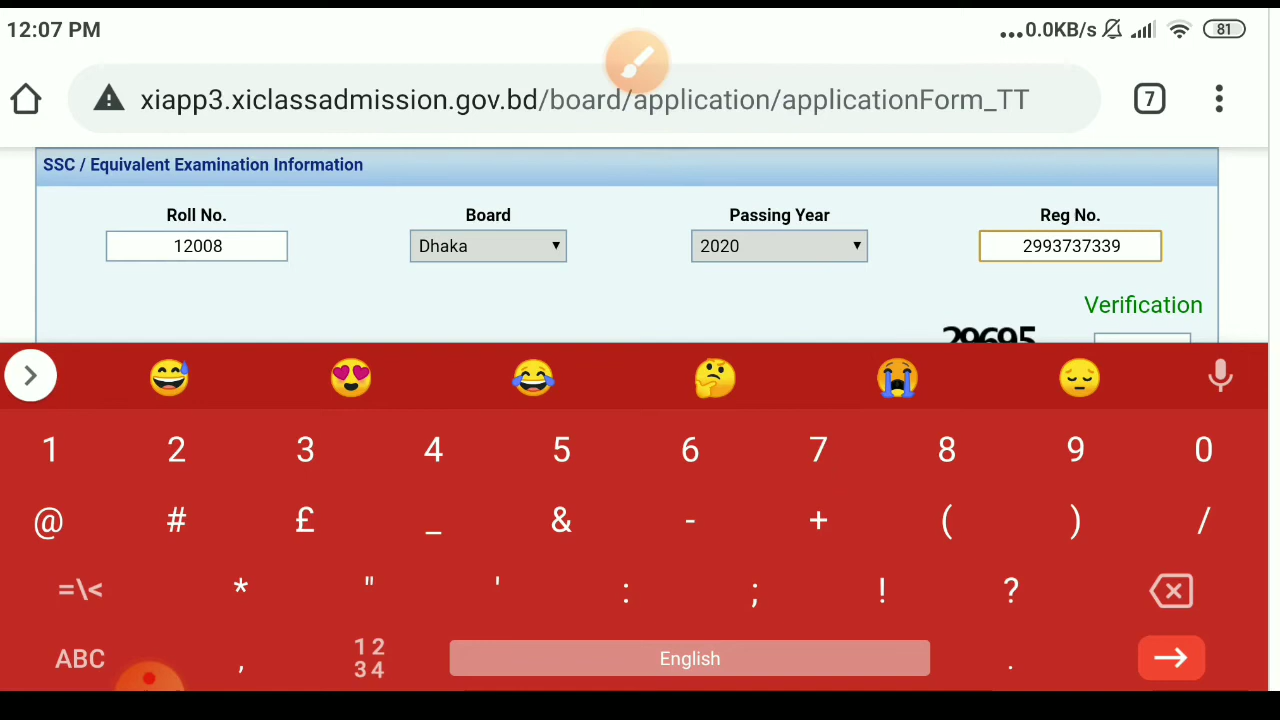 12:07 PM
...0.0KB/s 81
xiapp3.xiclassadmission.gov.bd/board/application/applicationForm_TT
7
SSC / Equivalent Examination Information
Roll No. Board Passing Year Reg No.
12008 Dhaka 2020 2993737339
Verification
29695
1 2 3 4 5 6 7 8 9 0
@ # £ _ & - + ( ) /
=\< * " ' : ; ! ?
ABC , 12 34 English .